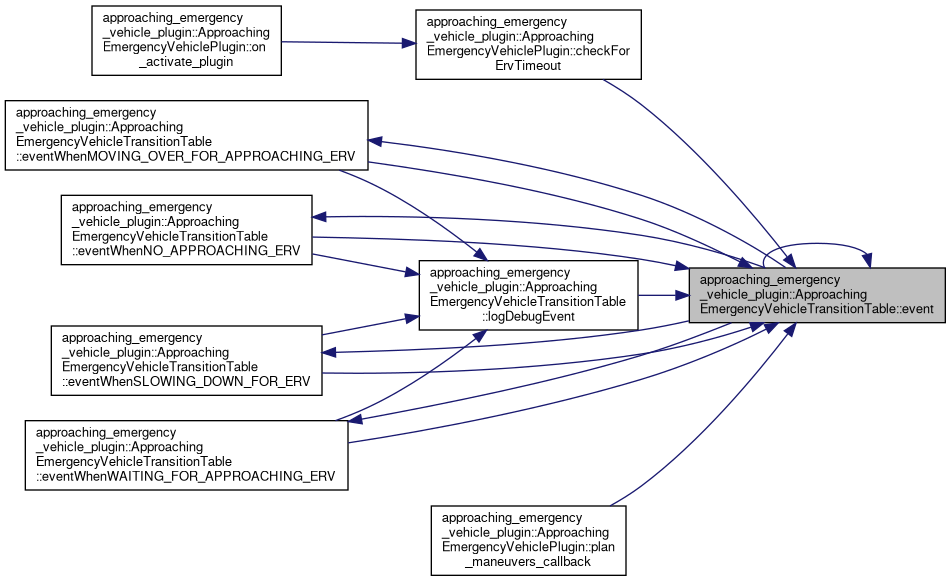 approaching_emergency
_vehicle_plugin::Approaching
EmergencyVehiclePlugin::on
_activate_plugin
approaching_emergency
_vehicle_plugin::Approaching
EmergencyVehiclePlugin::checkFor
ErvTimeout
approaching_emergency
_vehicle_plugin::Approaching
EmergencyVehicleTransitionTable
::eventWhenMOVING_OVER_FOR_APPROACHING_ERV
approaching_emergency
_vehicle_plugin::Approaching
EmergencyVehicleTransitionTable
::eventWhenNO_APPROACHING_ERV
approaching_emergency
_vehicle_plugin::Approaching
EmergencyVehicleTransitionTable
::logDebugEvent
approaching_emergency
_vehicle_plugin::Approaching
EmergencyVehicleTransitionTable::event
approaching_emergency
_vehicle_plugin::Approaching
EmergencyVehicleTransitionTable
::eventWhenSLOWING_DOWN_FOR_ERV
approaching_emergency
_vehicle_plugin::Approaching
EmergencyVehicleTransitionTable
::eventWhenWAITING_FOR_APPROACHING_ERV
approaching_emergency
_vehicle_plugin::Approaching
EmergencyVehiclePlugin::plan
_maneuvers_callback